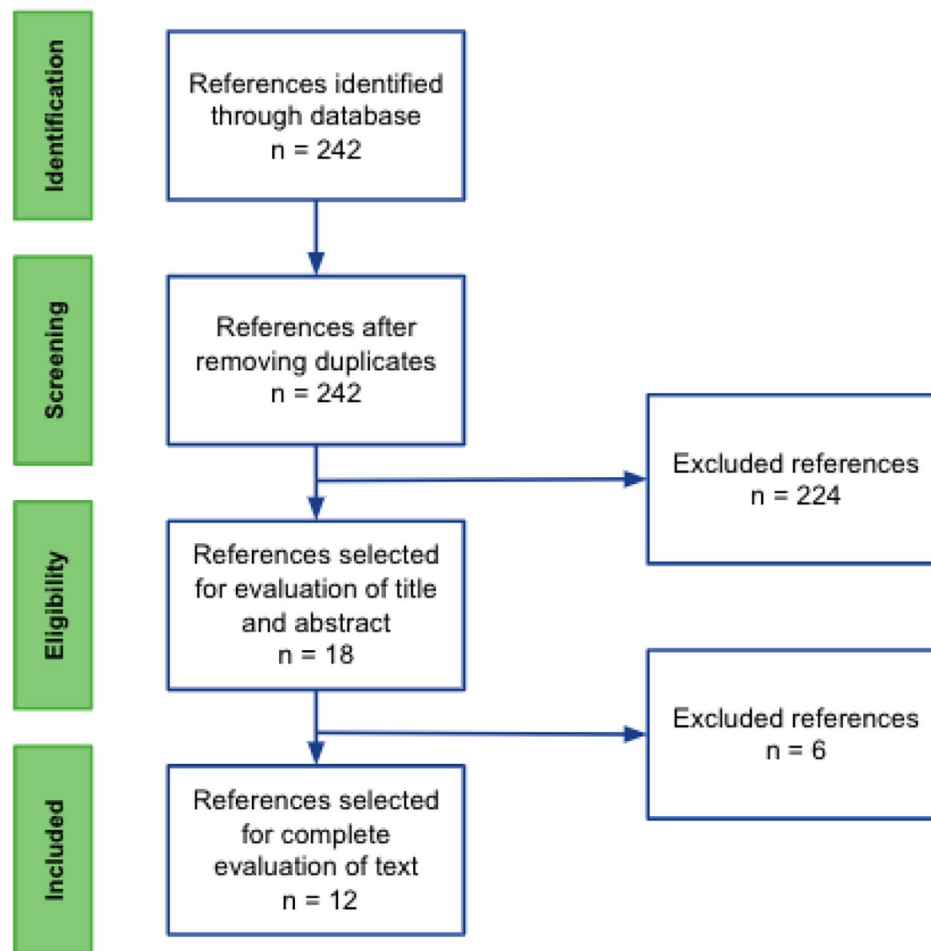 Identification
References identified
through database
n = 242
Screening
References after
removing duplicates
n = 242
Excluded references
n = 224
Eligibility
References selected
for evaluation of title
and abstract
n = 18
Excluded references
n = 6
Included
References selected
for complete
evaluation of text
n = 12